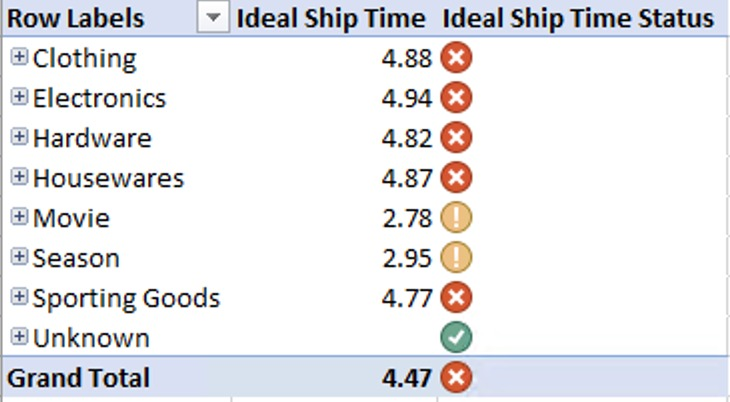 Row Labels Ideal Ship Time Ideal Ship Time Status
Clothing 4.88
Electronics 4.94
Hardware 4.82
Housewares 4.87
Movie 2.78
Season 2.95
Sporting Goods 4.77
Unknown
Grand Total 4.47